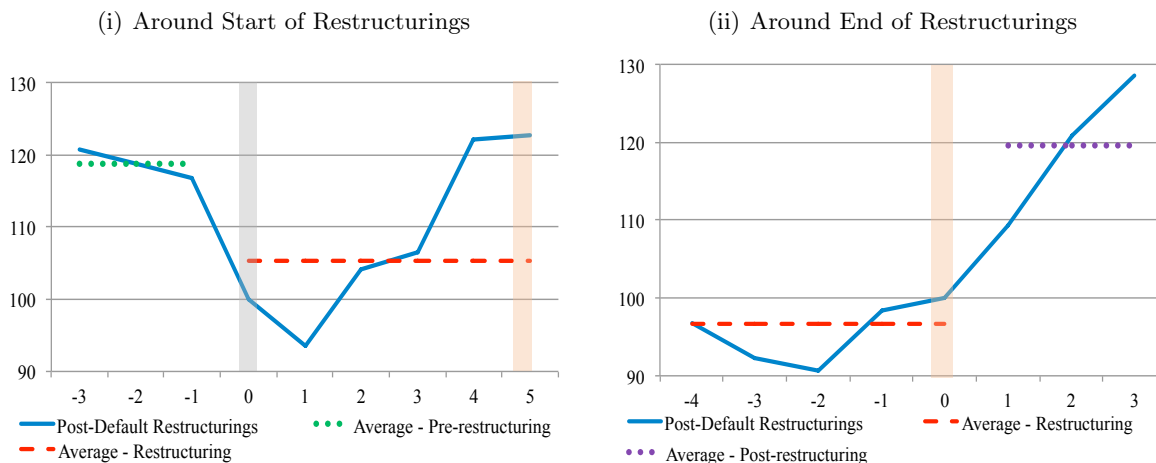 (i) Around Start of Restructurings
130
120
110
100
90
-3 -2 -1 0 1 2 3 4 5
Post-Default Restructurings
Average - Pre-restructuring
Average - Restructuring
(ii) Around End of Restructurings
130
120
110
100
90
-4 -3 -2 -1 0 1 2 3
Post-Default Restructurings
Average - Restructuring
Average - Post-restructuring